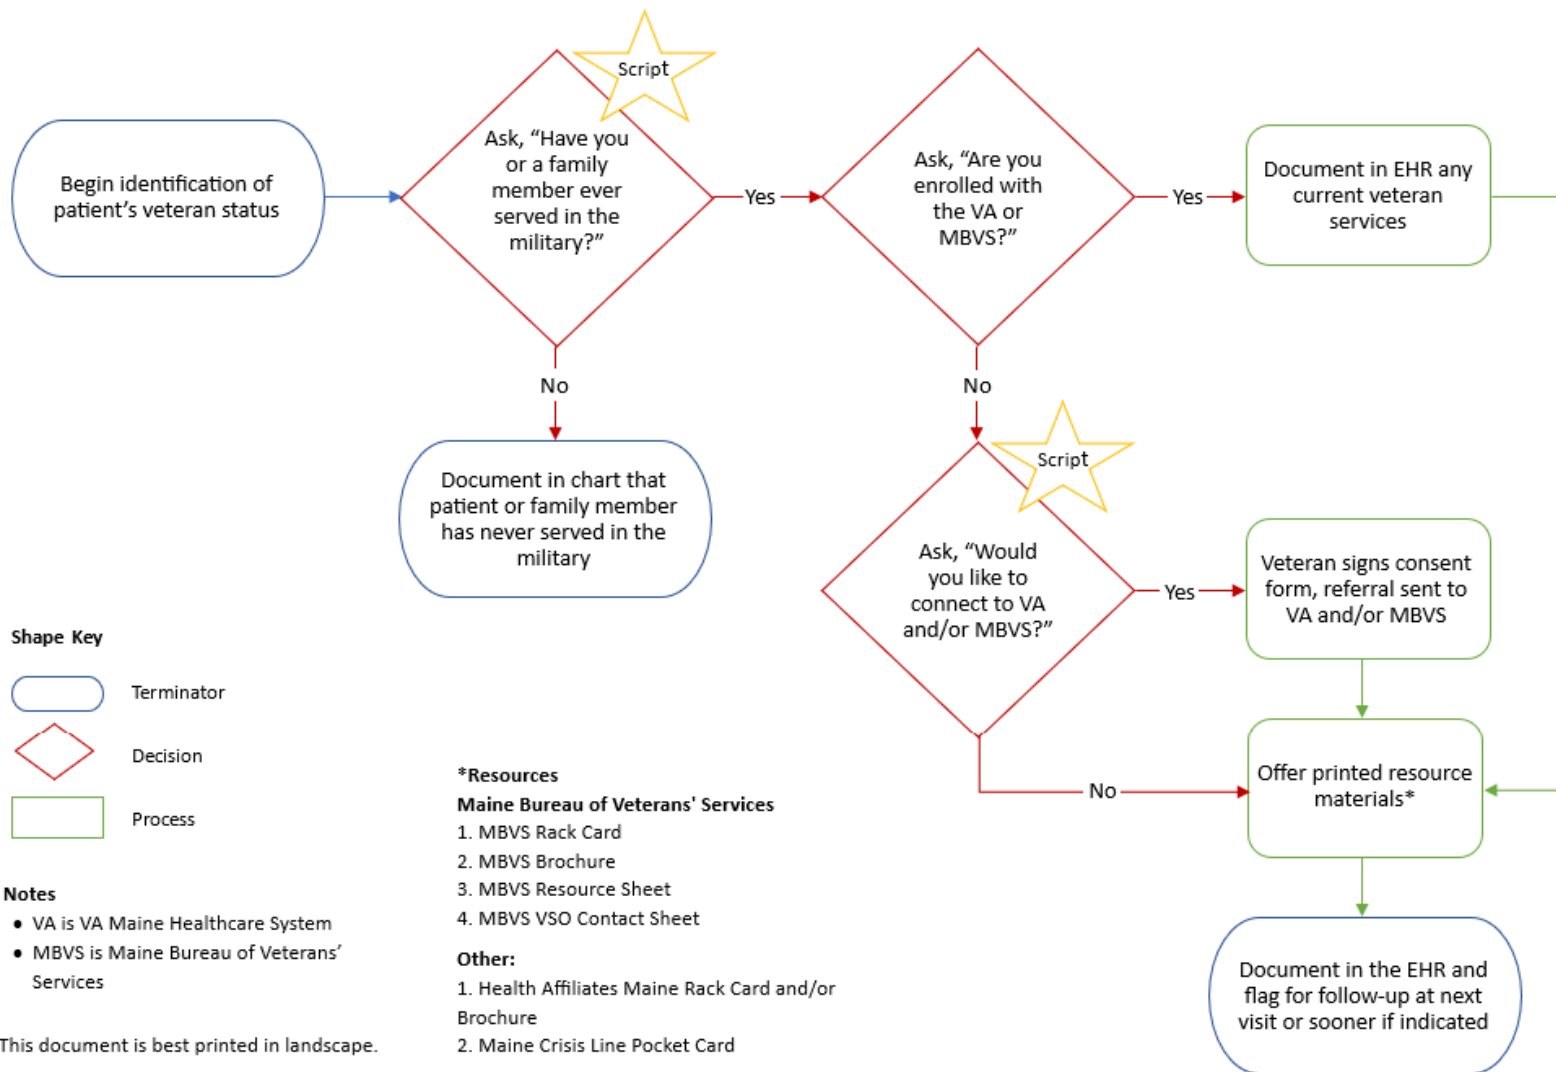 Begin identification of
patient’s veteran status
Script
Ask, “Have you
or a family
member ever
served in the
military?”
Yes
Ask, “Are you
enrolled with
the VA or
MBVS?”
Yes
Document in EHR any
current veteran
services
No
Document in chart that
patient or family member
has never served in the
military
No
Script
Ask, “Would
you like to
connect to VA
and/or MBVS?”
Yes
Veteran signs consent
form, referral sent to
VA and/or MBVS
No
Offer printed resource
materials*
Document in the EHR and
flag for follow-up at next
visit or sooner if indicated
Shape Key
Terminator
Decision
Process
Notes
• VA is VA Maine Healthcare System
• MBVS is Maine Bureau of Veterans’
Services
This document is best printed in landscape.
*Resources
Maine Bureau of Veterans' Services
1. MBVS Rack Card
2. MBVS Brochure
3. MBVS Resource Sheet
4. MBVS VSO Contact Sheet
Other:
1. Health Affiliates Maine Rack Card and/or
Brochure
2. Maine Crisis Line Pocket Card